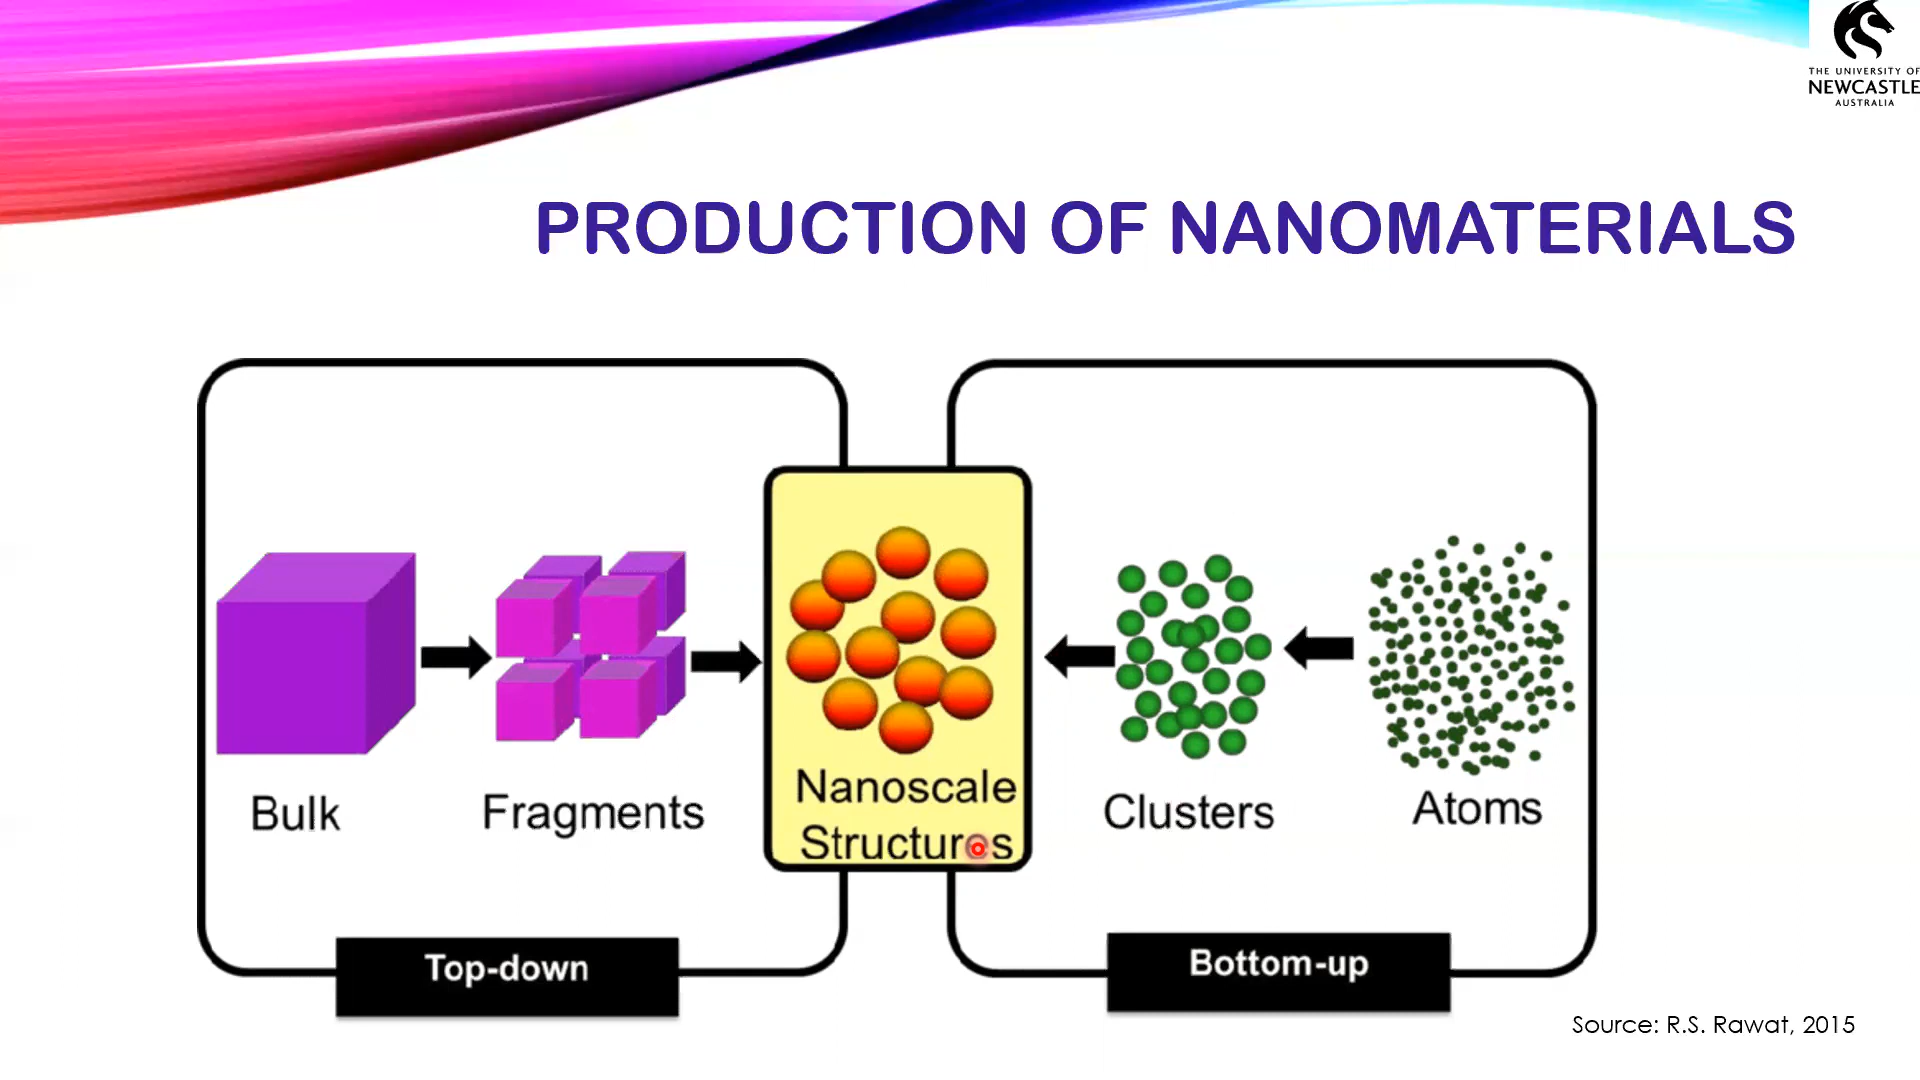 THE UNIVERSITY OF
NEWCASTLE
AUSTRALIA
PRODUCTION OF NANOMATERIALS
Bulk
Fragments
Nanoscale
Structures
Clusters
Atoms
Top-down
Bottom-up
Source: R.S. Rawat, 2015